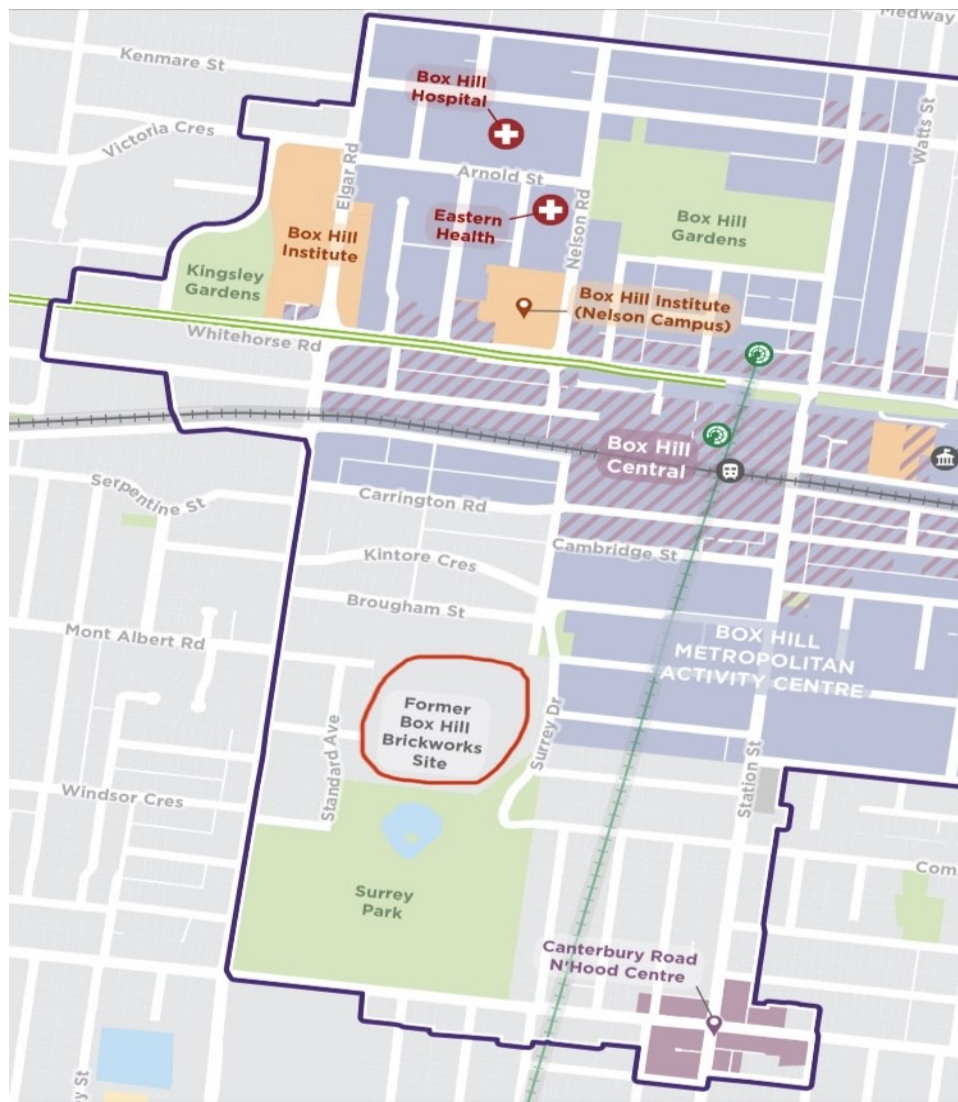 Medway
Kenmare St
Box Hill
Hospital
Victoria Cres
Elgar Rd
Watts St
Arnold St
Eastern
Health
Nelson Rd
Box Hill
Gardens
Box Hill
Institute
Kingsley
Gardens
Box Hill Institute
(Nelson Campus)
Whitehorse Rd
Box Hill
Central
Serpentine St
Carrington Rd
Cambridge St
Kintore Cres
Brougham St
Mont Albert Rd
BOX HILL
METROPOLITAN
ACTIVITY CENTRE
Former
Box Hill
Brickworks
Site
Surrey Dr
Standard Ave
Station St
Windsor Cres
Com
Surrey
Park
Canterbury Road
N'Hood Centre
y St